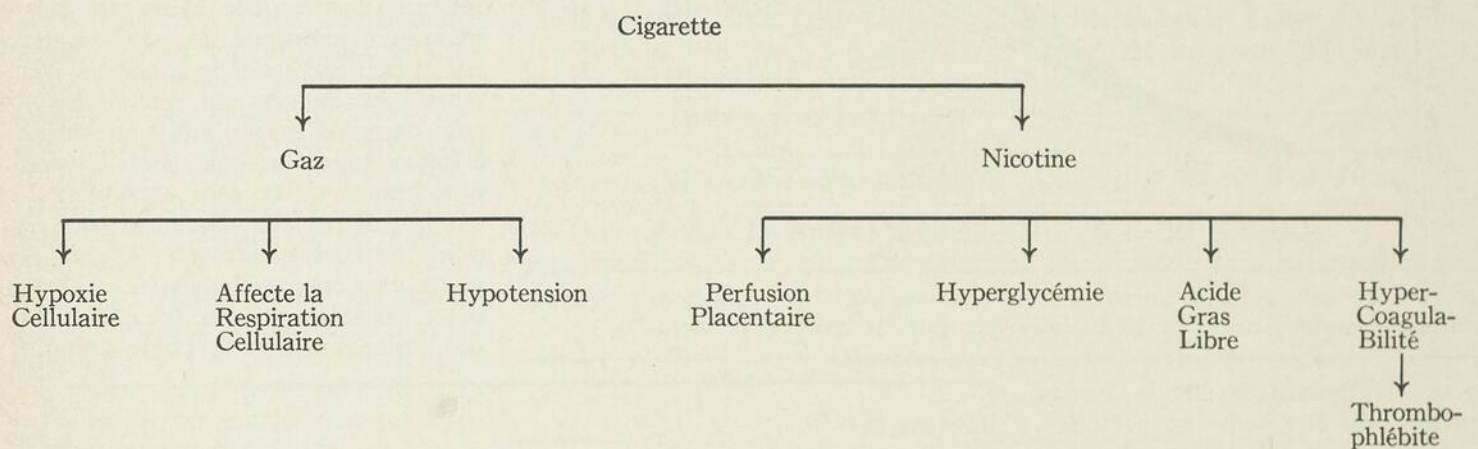 Cigarette
Gaz
Nicotine
Hypoxie
Cellulaire
Affecte la
Respiration
Cellulaire
Hypotension
Perfusion
Placentaire
Hyperglycémie
Acide
Gras
Libre
Hyper-
Coagula-
Bilité
Thrombo-
phlébite